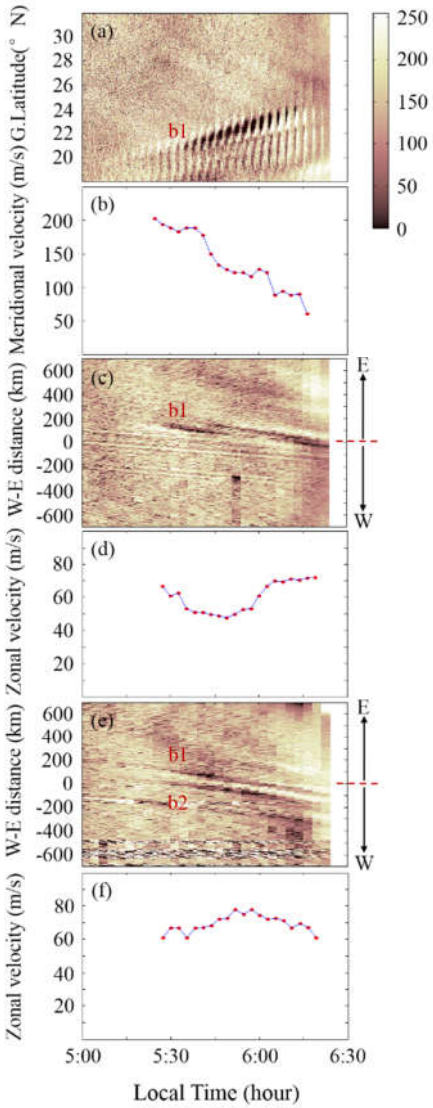 (a)
G.Latitude(° N)
32
30
28
26
24
22
20
b1
250
200
150
100
50
0
(b)
Meridional velocity (m/s)
200
150
100
50
(c)
W-E distance (km)
600
400
200
0
-200
-400
-600
b1
E
W
(d)
Zonal velocity (m/s)
80
60
40
20
(e)
W-E distance (km)
600
400
200
0
-200
-400
-600
b1
b2
E
W
(f)
Zonal velocity (m/s)
80
60
40
20
5:00
5:30
6:00
6:30
Local Time (hour)